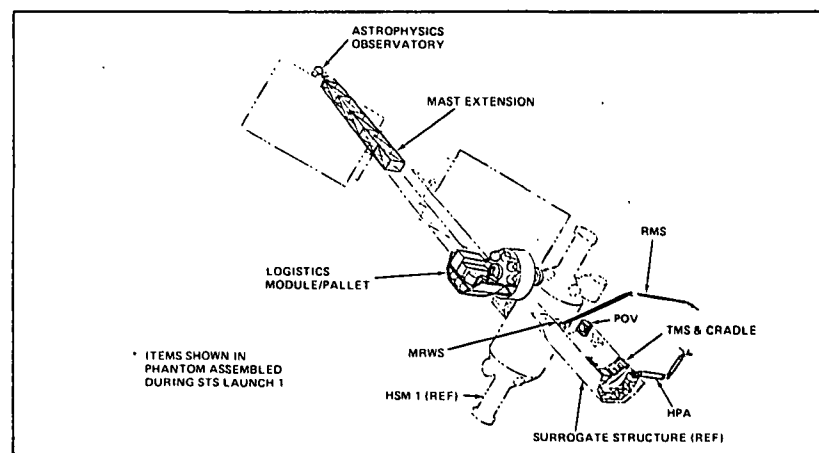 ASTROPHYSICS
OBSERVATORY
MAST EXTENSION
RMS
LOGISTICS
MODULE/PALLET
POV
TMS & CRADLE
MRWS
* ITEMS SHOWN IN
PHANTOM ASSEMBLED
DURING STS LAUNCH 1
HSM 1 (REF)
HPA
SURROGATE STRUCTURE (REF)